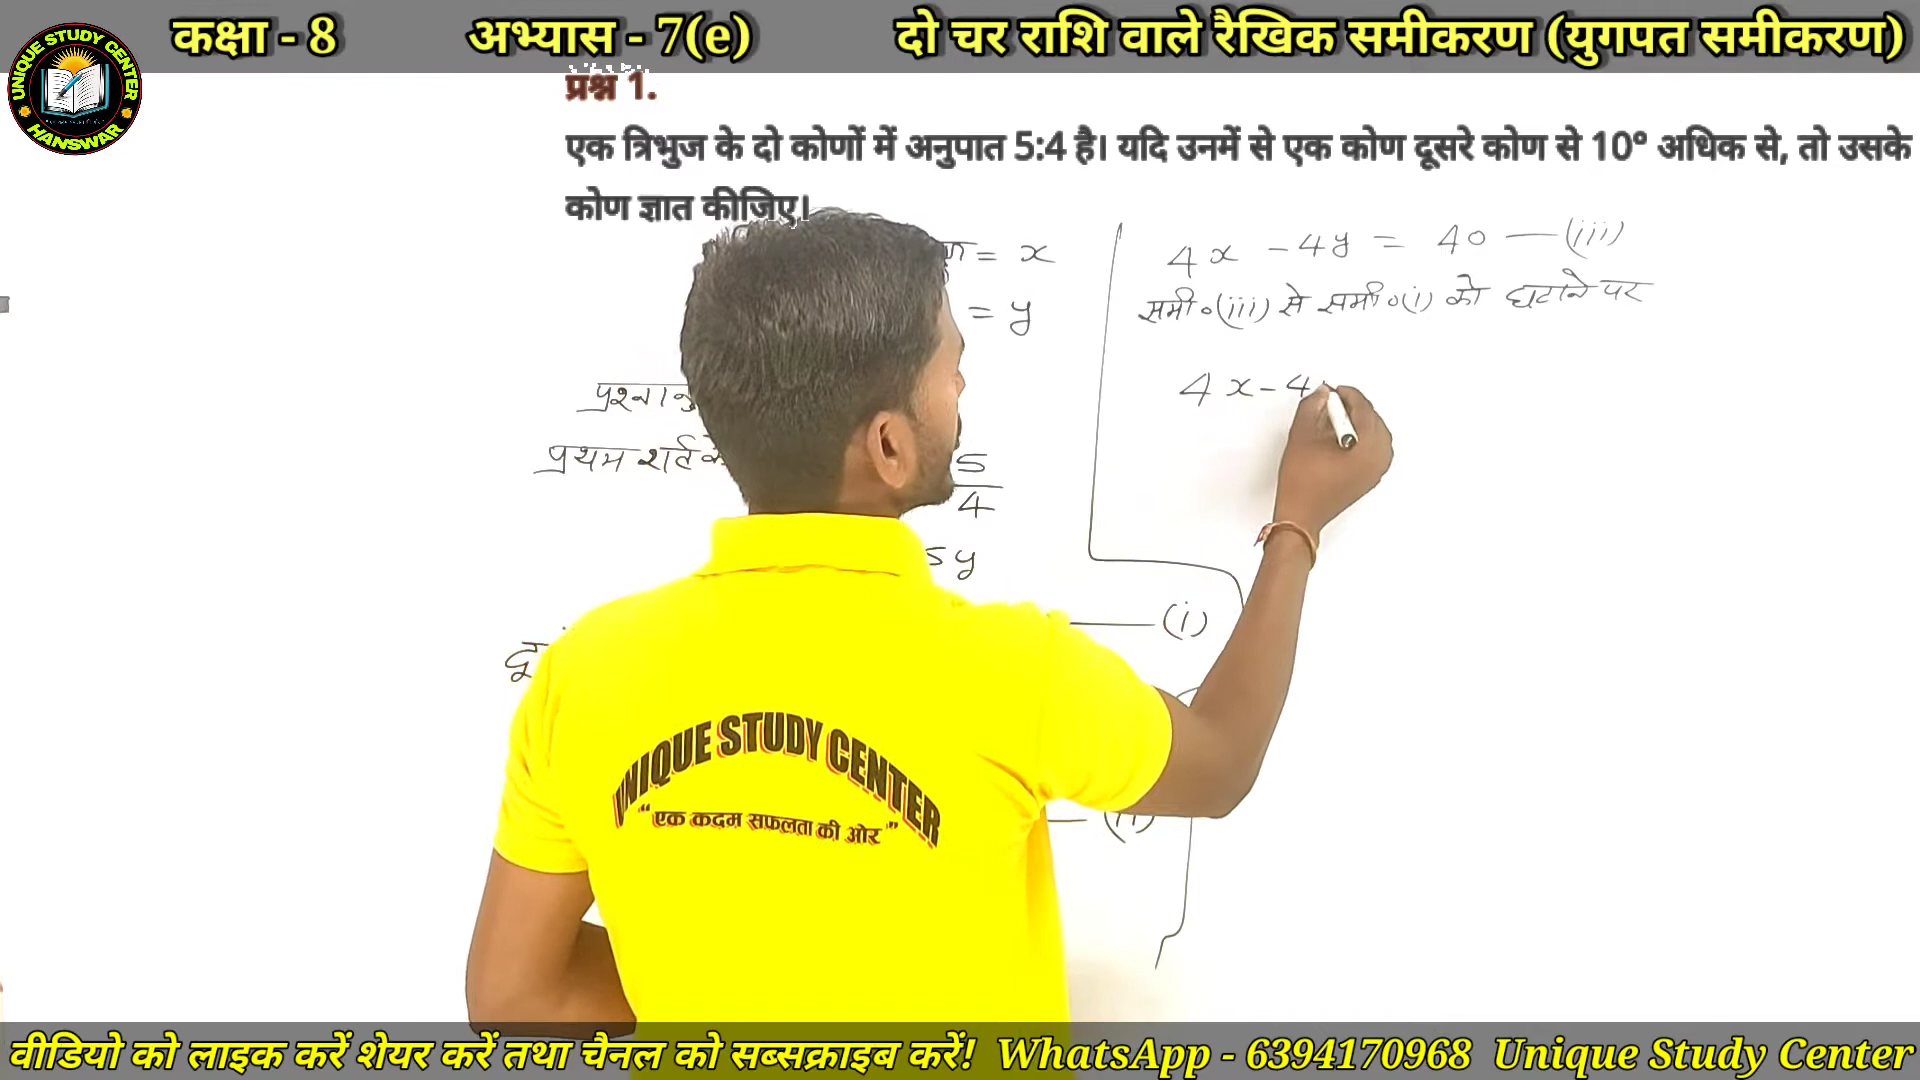 कक्षा - 8 अभ्यास - 7(e) दो चर राशि वाले रैखिक समीकरण (युगपत समीकरण)
UNIQUE STUDY CENTER
HANSWAR
प्रश्न 1.
एक त्रिभुज के दो कोणों में अनुपात 5:4 है। यदि उनमें से एक कोण दूसरे कोण से 10° अधिक से, तो उसके
कोण ज्ञात कीजिए।
= x
= y
प्रथम शर्त
5
4
5y
(i)
(ii)
4x - 4y = 40 — (iii)
समी०(iii) से समी०(i) को घटाने पर
4x - 4
UNIQUE STUDY CENTER
"एक कदम सफलता की ओर"
वीडियो को लाइक करें शेयर करें तथा चैनल को सब्सक्राइब करें! WhatsApp - 6394170968 Unique Study Center